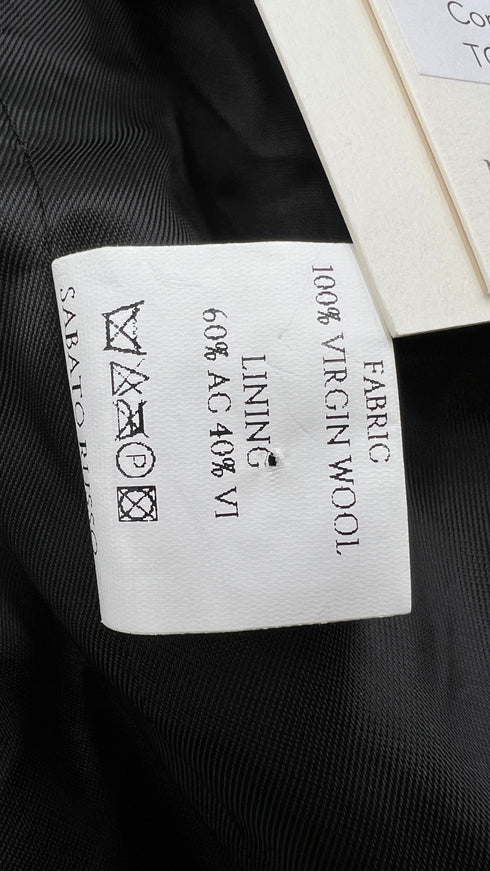 FABRIC
100% VIRGIN WOOL
LINING
60% AC 40% VI
P
SABATO RUSSO